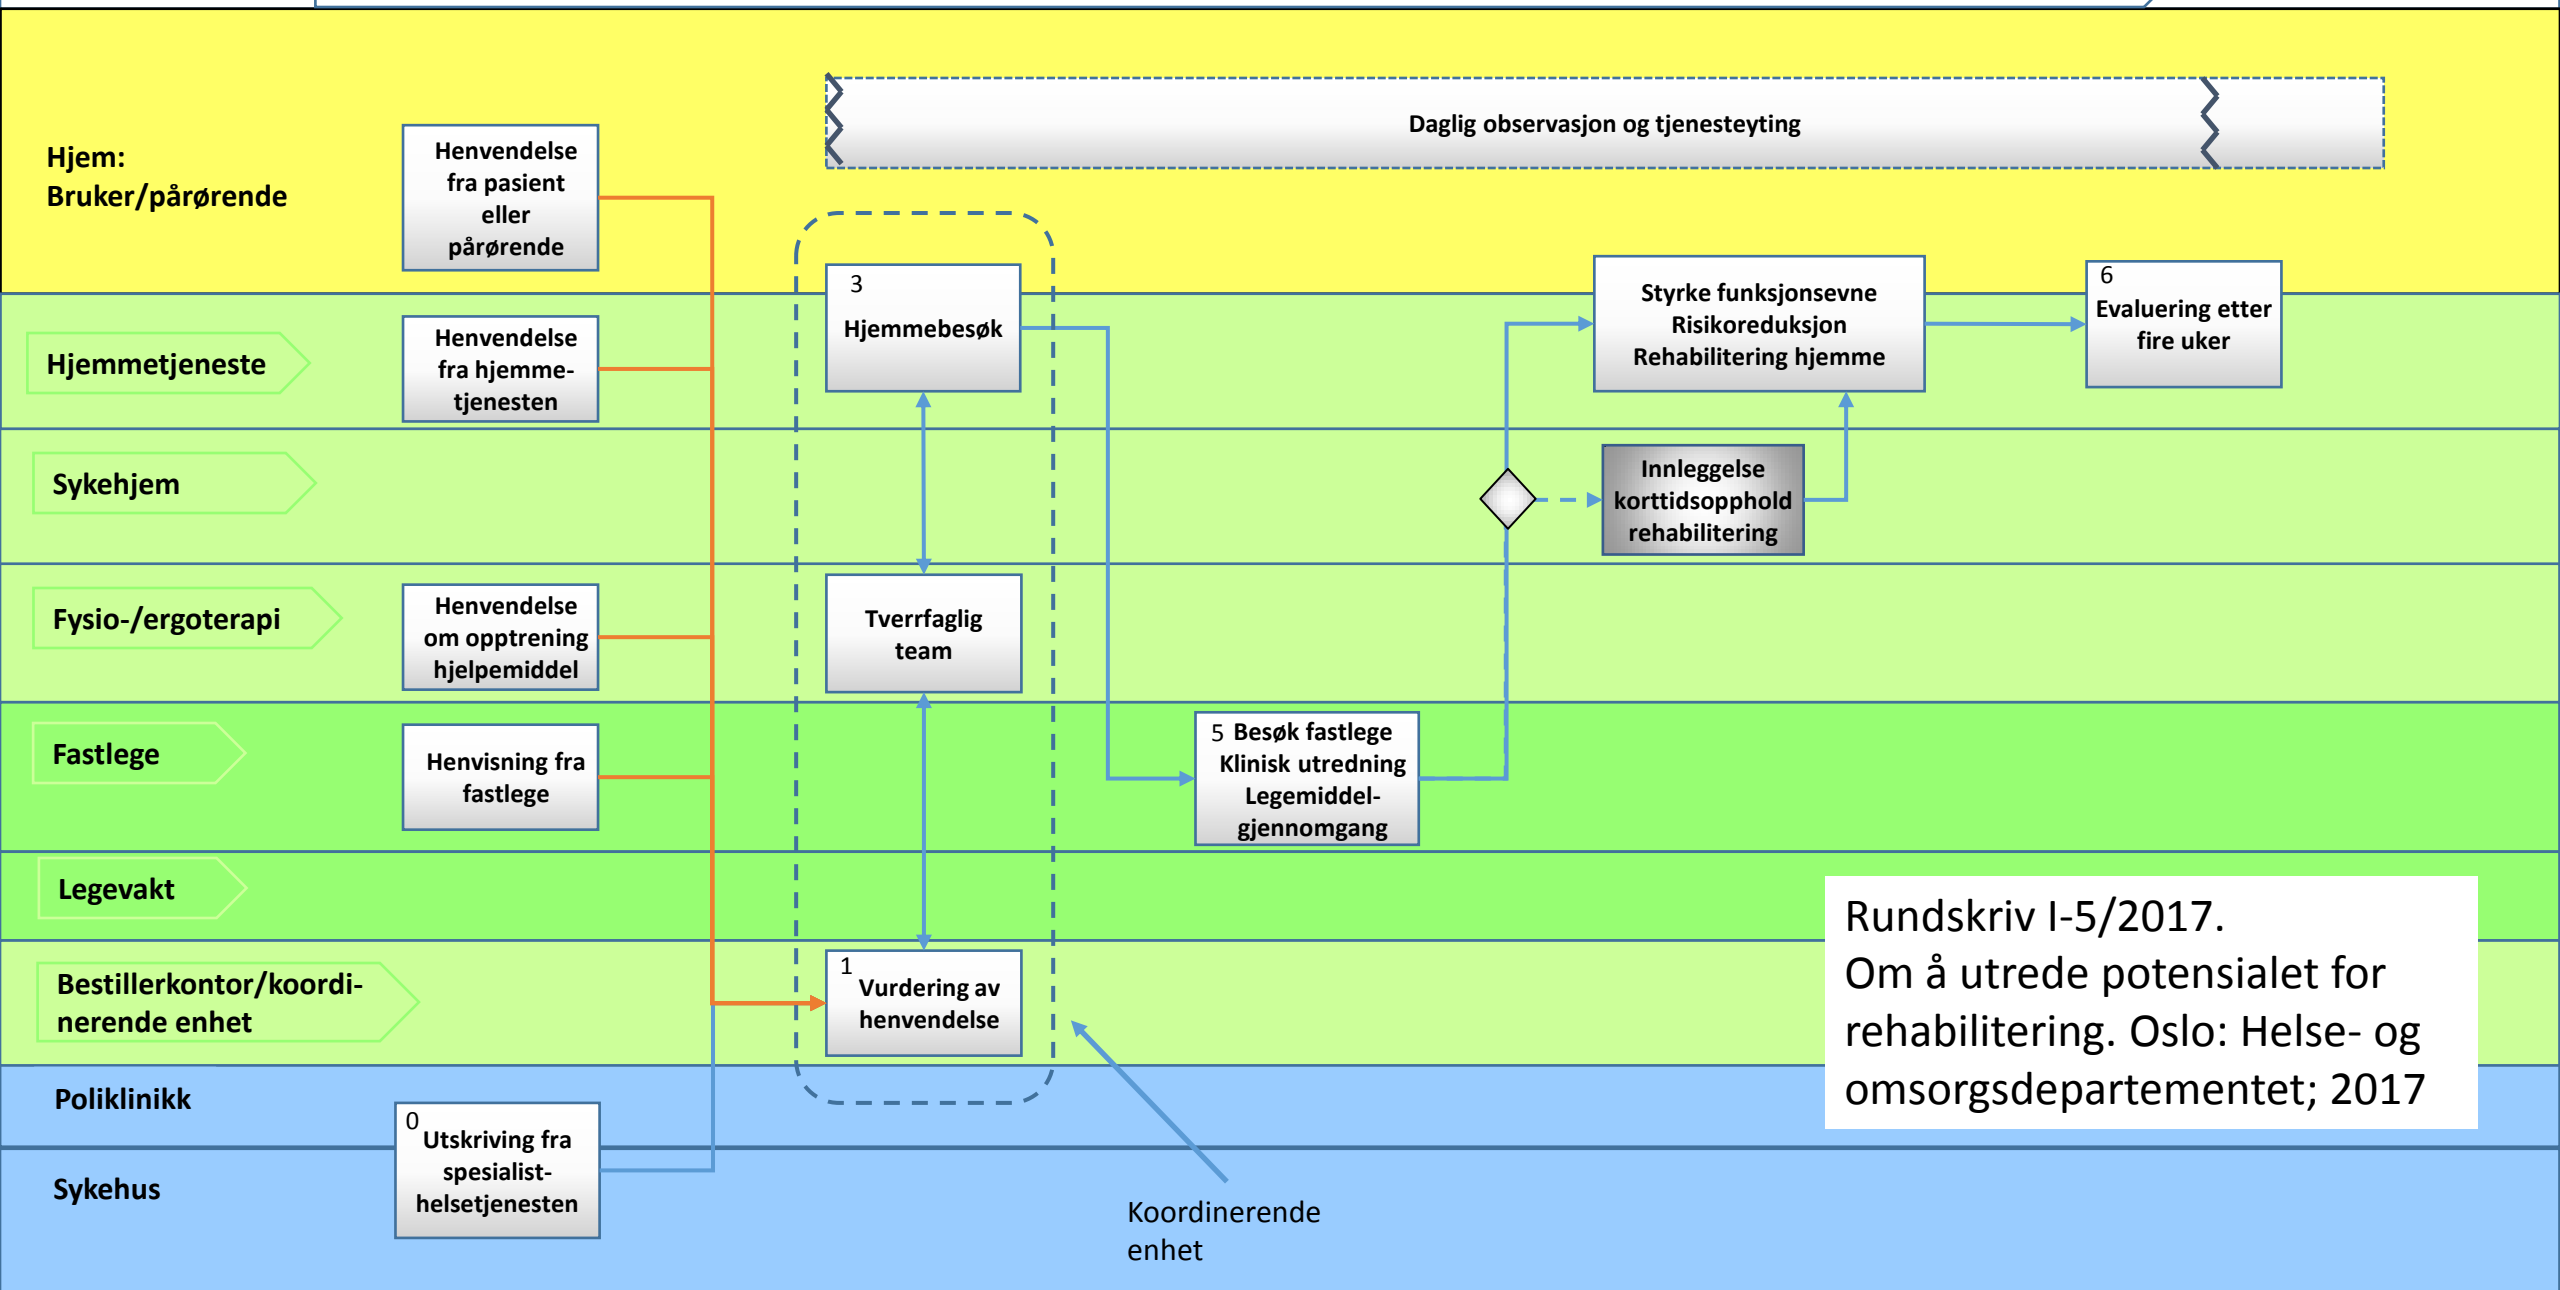 Daglig observasjon og tjenesteyting
Hjem:
Bruker/pårørende
Henvendelse
fra pasient
eller
pårørende
3
Hjemmebesøk
Styrke funksjonsevne
Risikoreduksjon
Rehabilitering hjemme
6
Evaluering etter
fire uker
Hjemmetjeneste
Henvendelse
fra hjemme-
tjenesten
Sykehjem
Innleggelse
korttidsopphold
rehabilitering
Fysio-/ergoterapi
Henvendelse
om opptrening
hjelpemiddel
Tverrfaglig
team
Fastlege
Henvisning fra
fastlege
5 Besøk fastlege
Klinisk utredning
Legemiddel-
gjennomgang
Legevakt
Bestillerkontor/koordi-
nerende enhet
1
Vurdering av
henvendelse
Rundskriv I-5/2017.
Om å utrede potensialet for
rehabilitering. Oslo: Helse- og
omsorgsdepartementet; 2017
Poliklinikk
0
Utskriving fra
spesialist-
helsetjenesten
Sykehus
Koordinerende
enhet